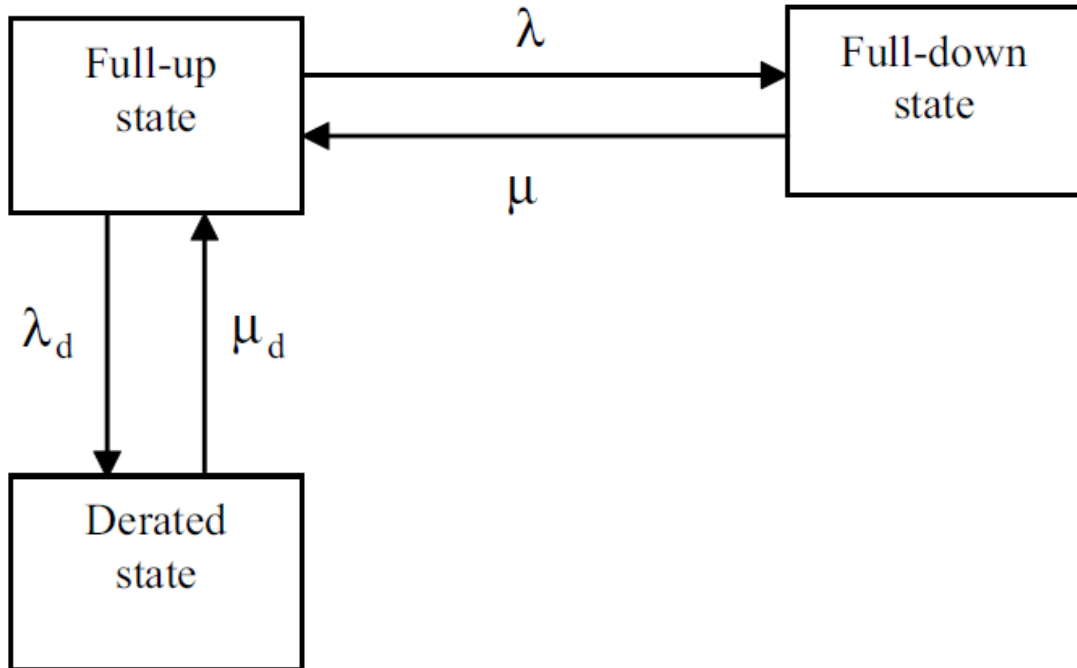 Full-up
state
λ
Full-down
state
μ
λd
μd
Derated
state